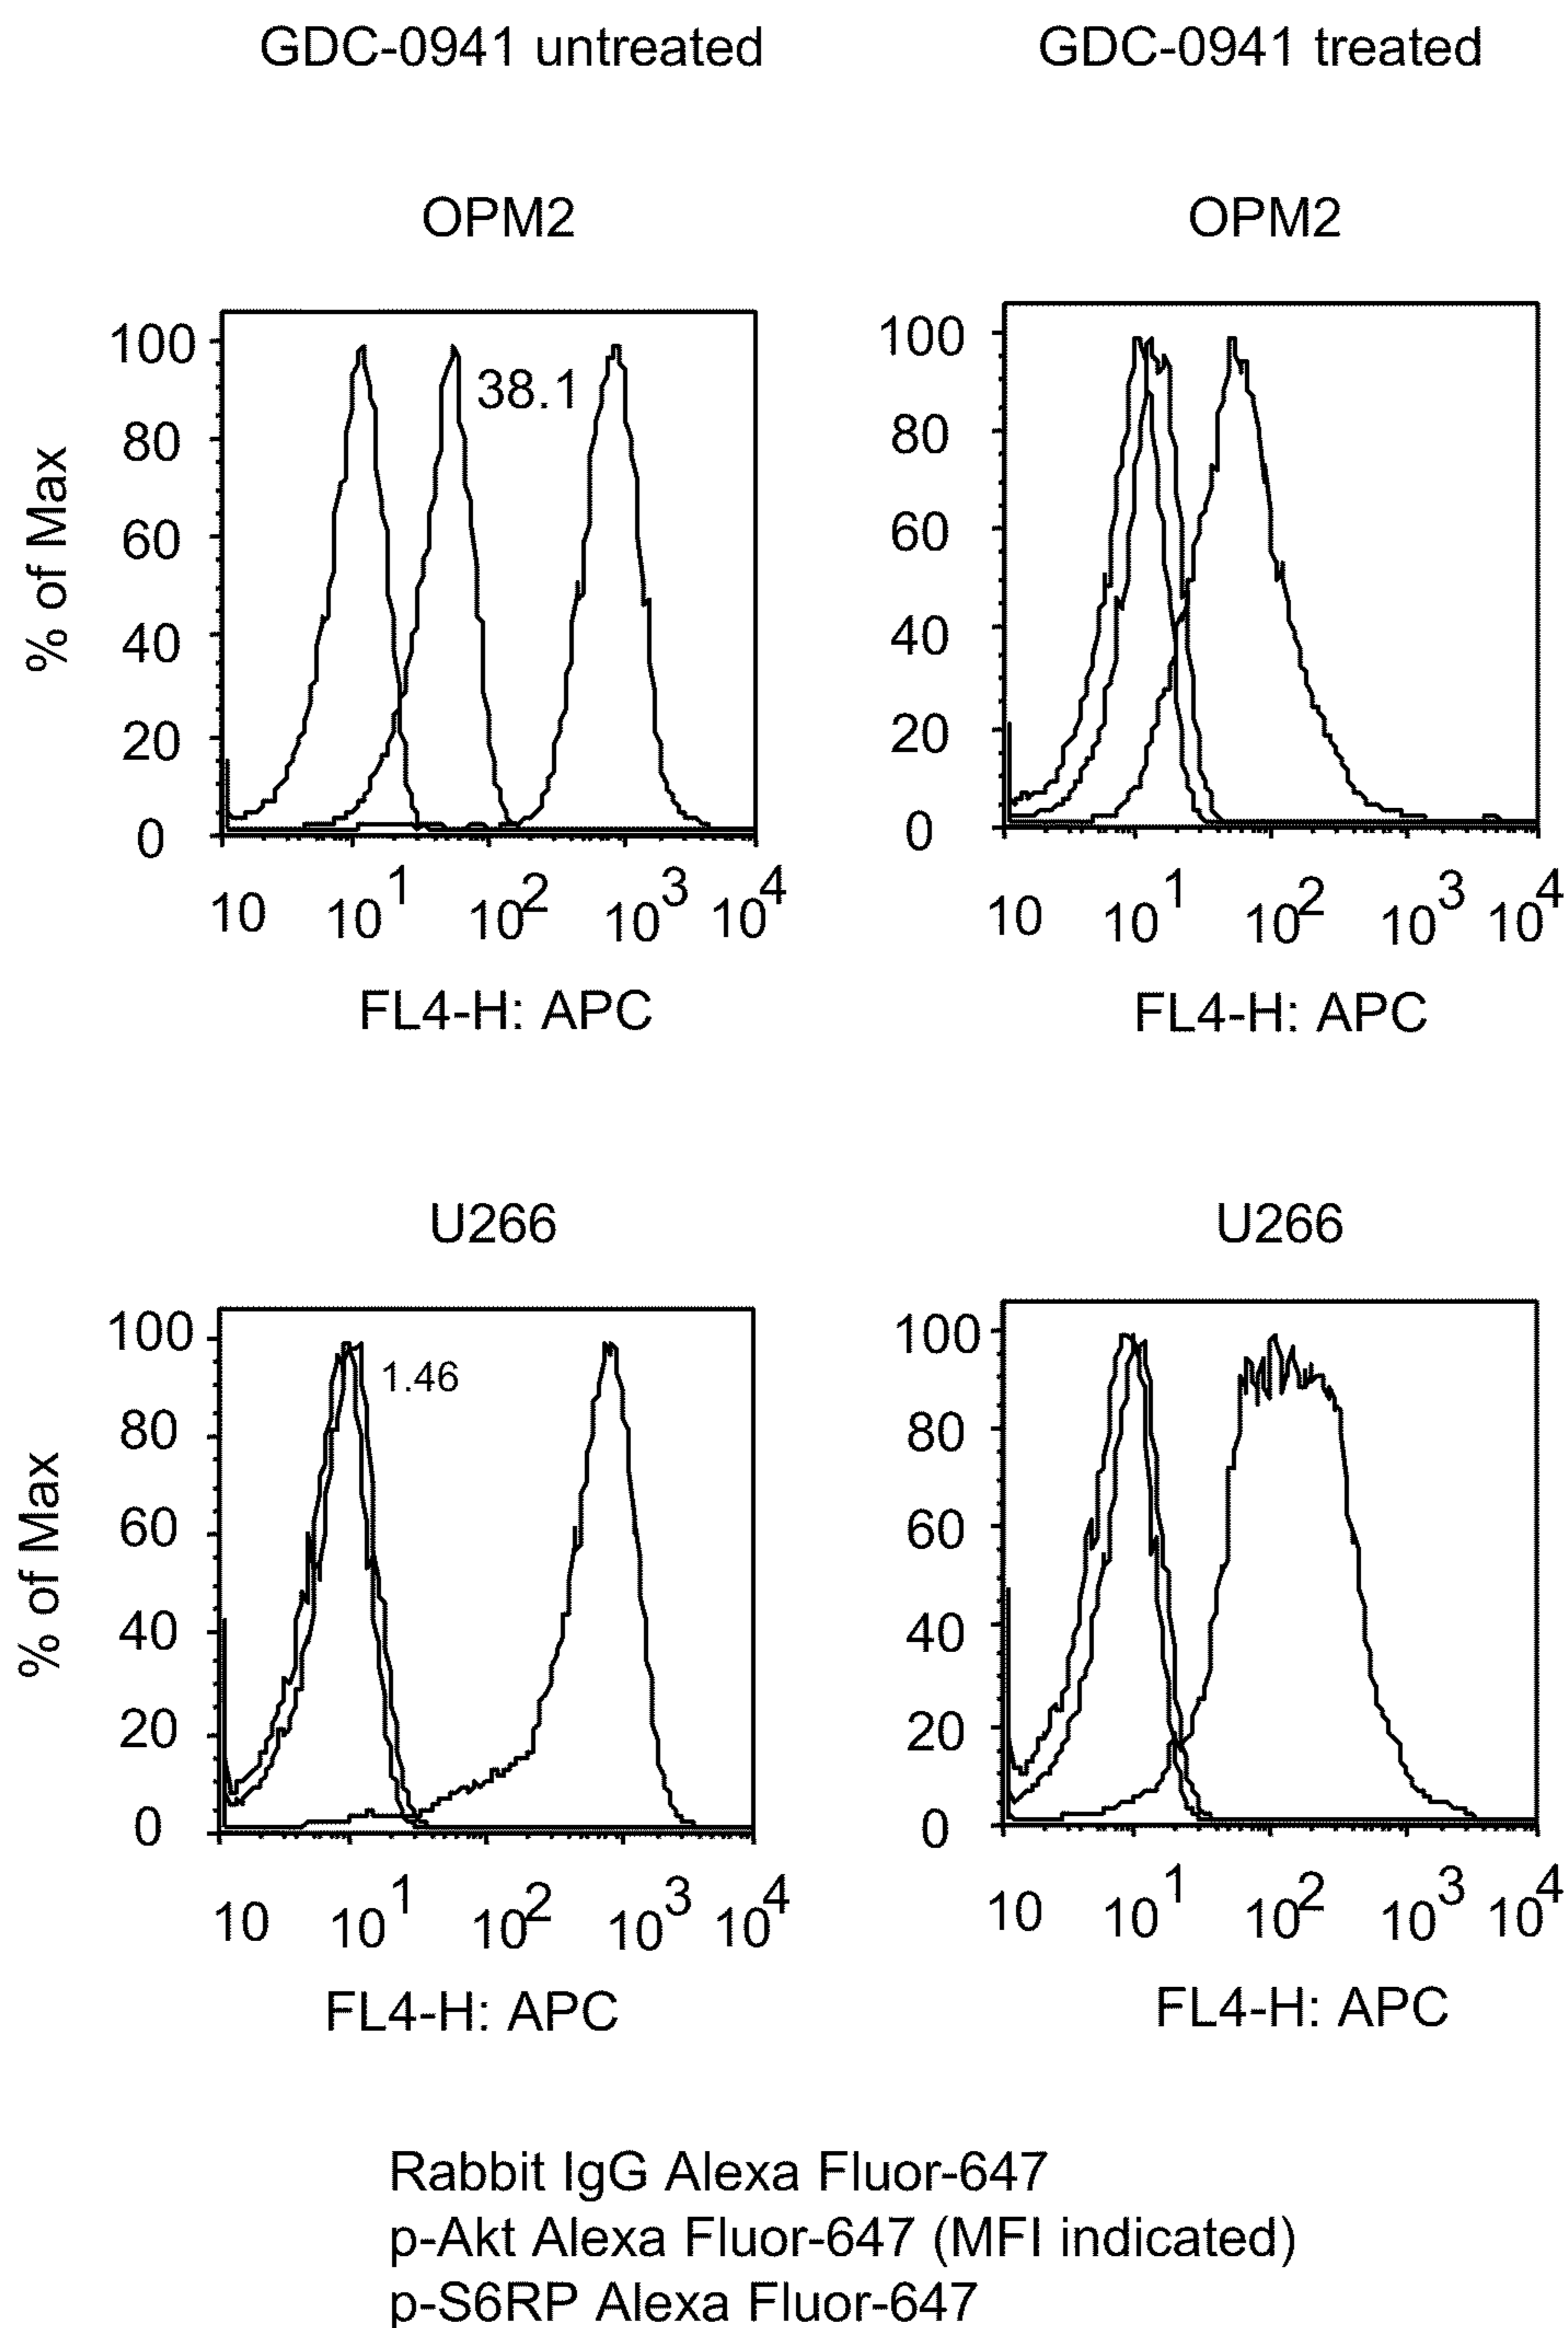 GDC-0941 untreated GDC-0941 treated
OPM2 OPM2
% of Max
100
80
60
40
20
0
10 10^1 10^2 10^3 10^4
FL4-H: APC
38.1
100
80
60
40
20
0
10 10^1 10^2 10^3 10^4
FL4-H: APC
U266 U266
% of Max
100
80
60
40
20
0
10 10^1 10^2 10^3 10^4
FL4-H: APC
1.46
100
80
60
40
20
0
10 10^1 10^2 10^3 10^4
FL4-H: APC
Rabbit IgG Alexa Fluor-647
p-Akt Alexa Fluor-647 (MFI indicated)
p-S6RP Alexa Fluor-647